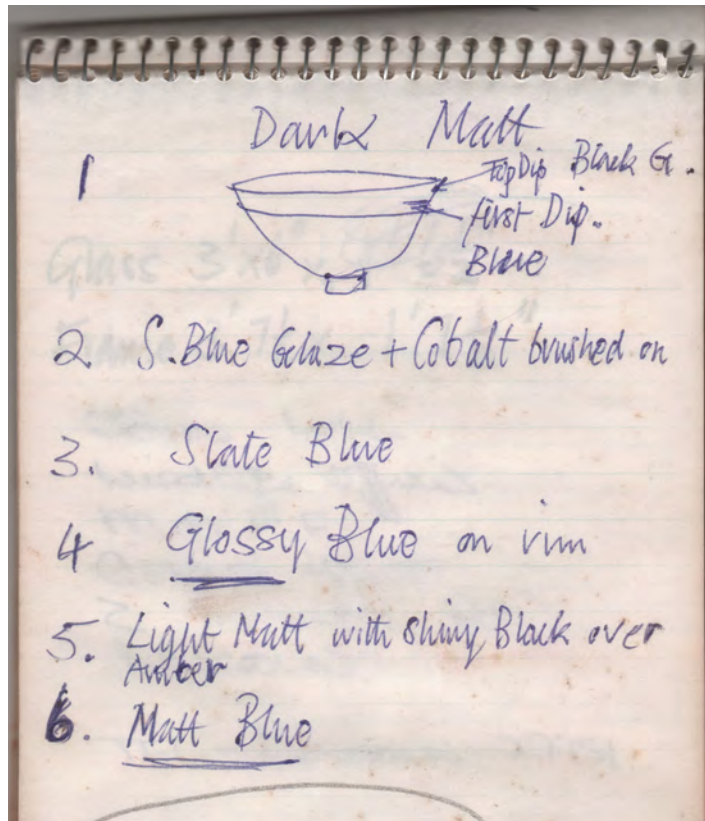 Dark Matt
1
Top Dip Black G.
first Dip.
Blue
2 S.Blue Glaze + Cobalt brushed on
3. Slate Blue
4 Glossy Blue on rim
5. Light Matt with shiny Black over
Amber
6. Matt Blue